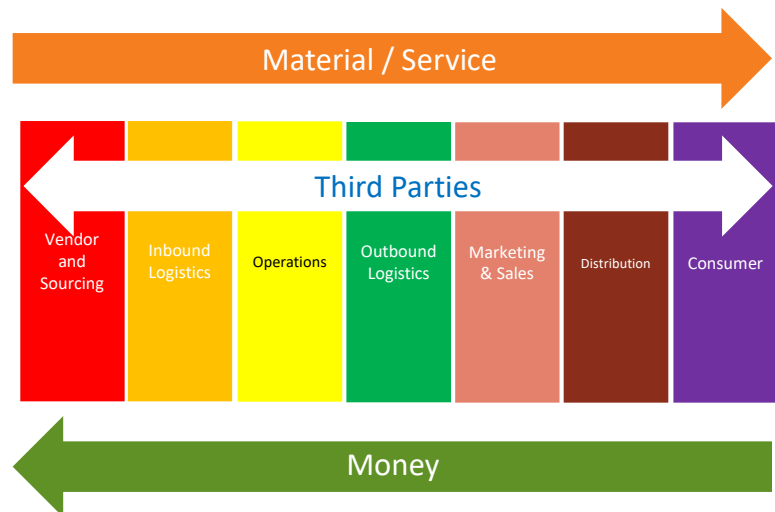 Material / Service
Third Parties
Vendor
and
Sourcing
Inbound
Logistics
Operations
Outbound
Logistics
Marketing
& Sales
Distribution
Consumer
Money